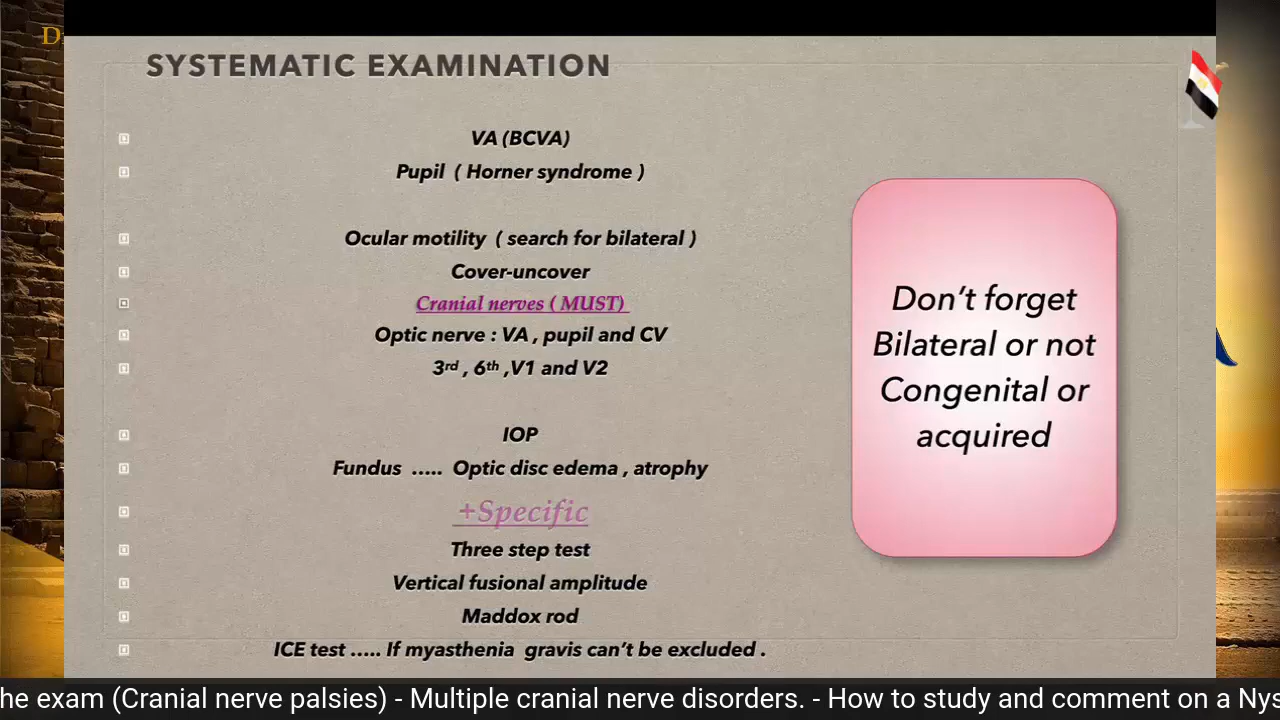 SYSTEMATIC EXAMINATION
VA (BCVA)
Pupil ( Horner syndrome )
Ocular motility ( search for bilateral )
Cover-uncover
Cranial nerves ( MUST)
Optic nerve : VA , pupil and CV
3rd , 6th ,V1 and V2
IOP
Fundus ….. Optic disc edema , atrophy
+Specific
Three step test
Vertical fusional amplitude
Maddox rod
ICE test ….. If myasthenia gravis can’t be excluded .
Don’t forget
Bilateral or not
Congenital or
acquired
he exam (Cranial nerve palsies) - Multiple cranial nerve disorders. - How to study and comment on a Nys